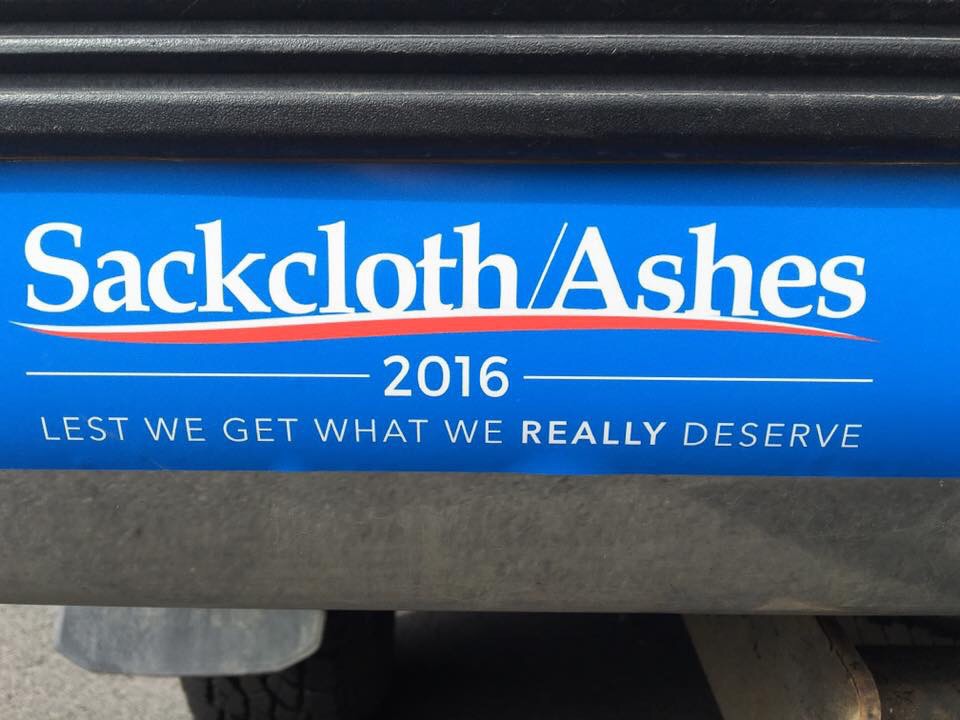 Sackcloth/Ashes
2016
LEST WE GET WHAT WE REALLY DESERVE